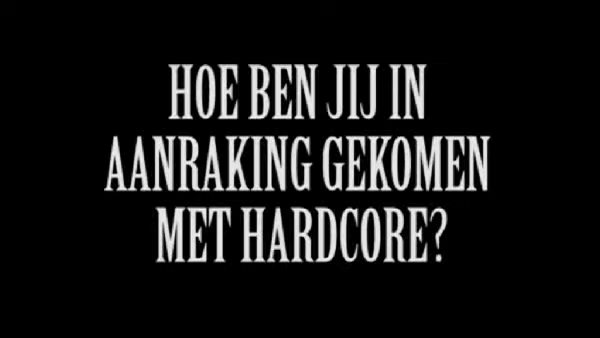 HOE BEN JIJ IN
AANRAKING GEKOMEN
MET HARDCORE?